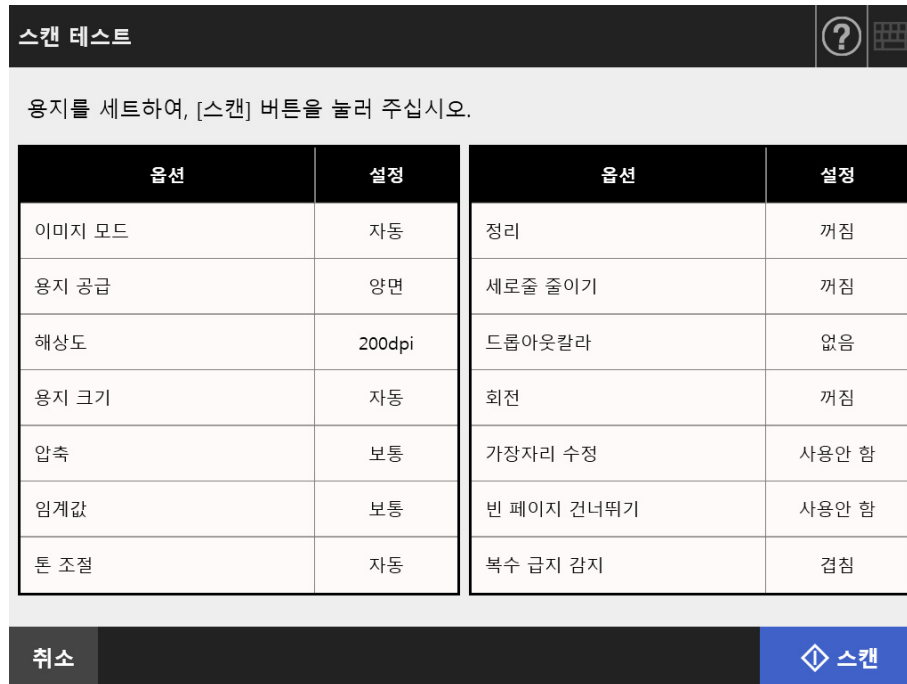 스캔 테스트
용지를 세트하여, [스캔] 버튼을 눌러 주십시오.
옵션 설정 옵션 설정
이미지 모드 자동 정리 꺼짐
용지 공급 양면 세로줄 줄이기 꺼짐
해상도 200dpi 드롭아웃칼라 없음
용지 크기 자동 회전 꺼짐
압축 보통 가장자리 수정 사용안 함
임계값 보통 빈 페이지 건너뛰기 사용안 함
톤 조절 자동 복수 급지 감지 겹침
취소 스캔